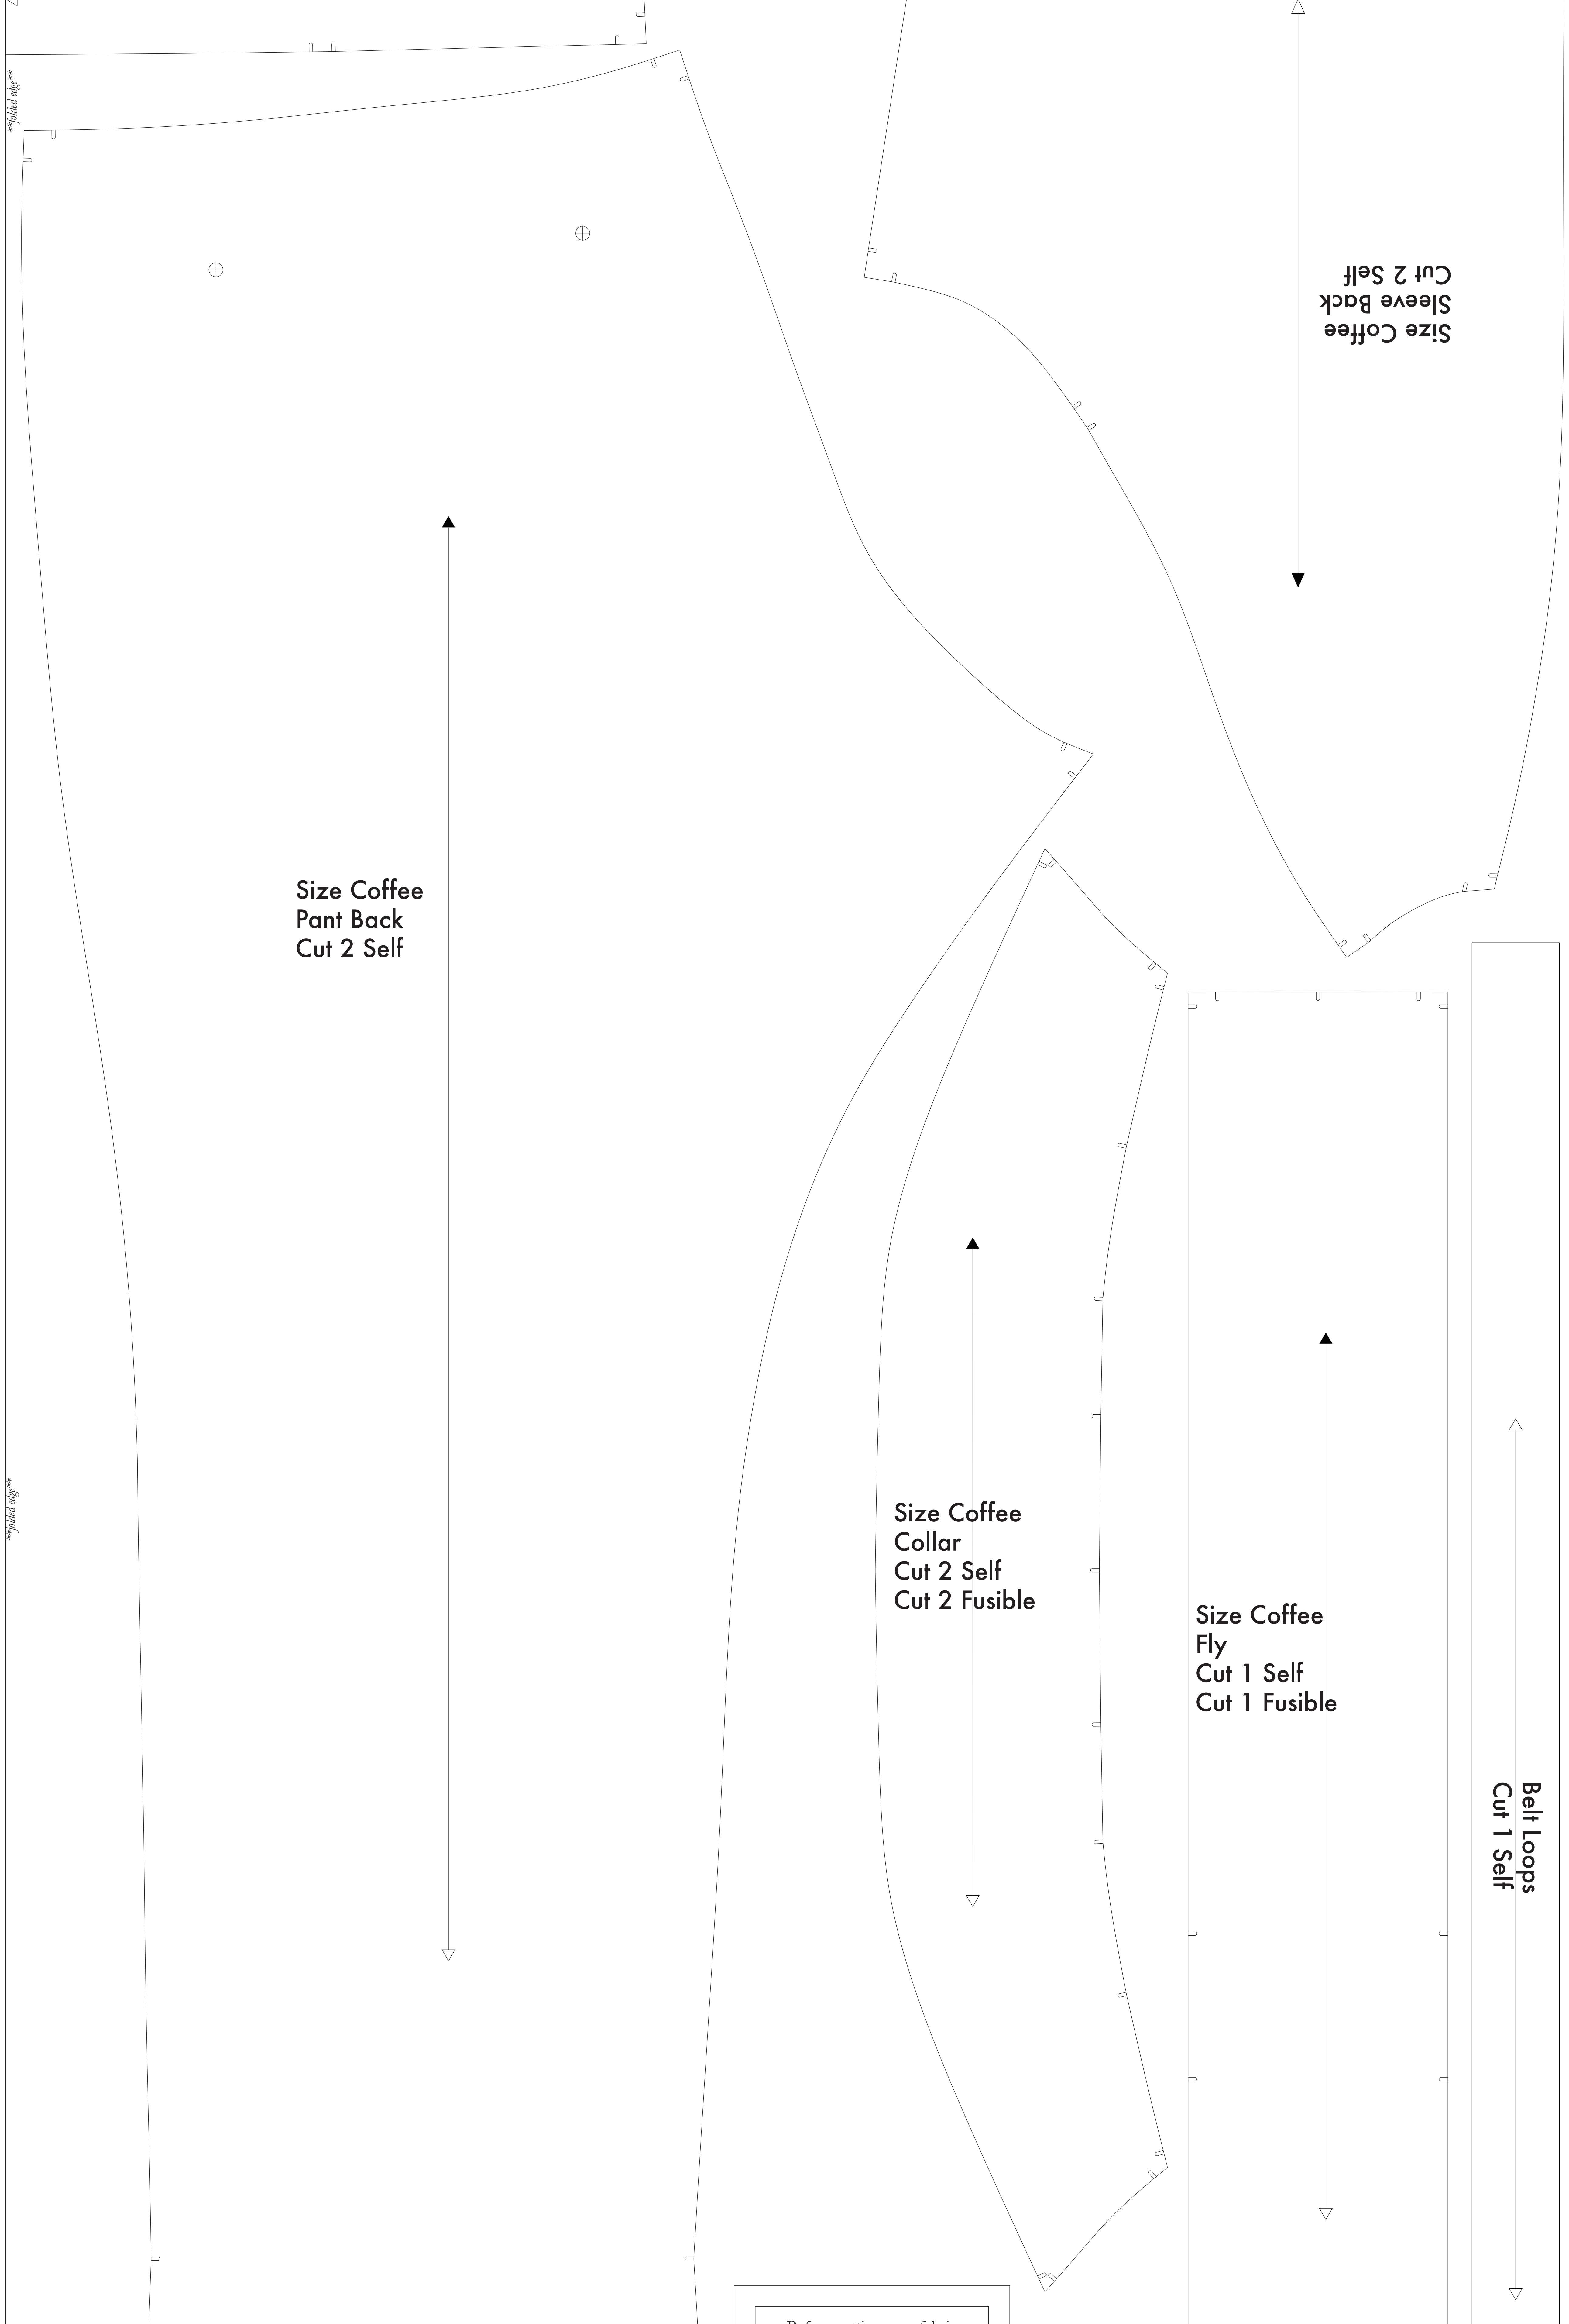 **folded edge**
Size Coffee
Sleeve Back
Cut 2 Self
Size Coffee
Pant Back
Cut 2 Self
**folded edge**
Size Coffee
Collar
Cut 2 Self
Cut 2 Fusible
Size Coffee
Fly
Cut 1 Self
Cut 1 Fusible
Belt Loops
Cut 1 Self